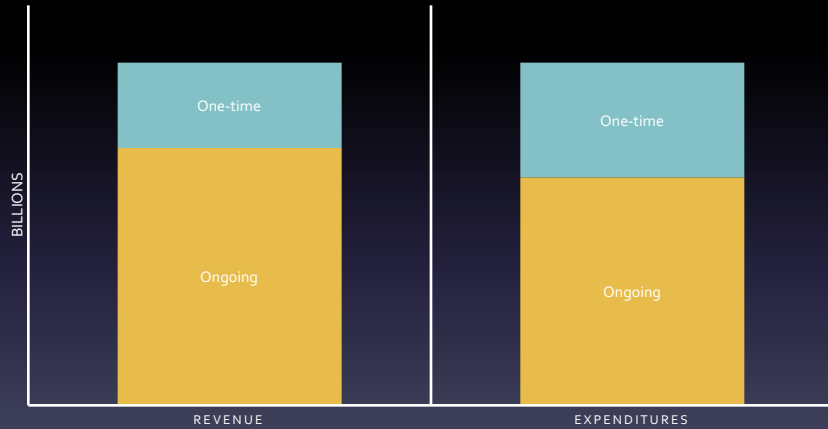 BILLIONS
One-time
Ongoing
REVENUE
One-time
Ongoing
EXPENDITURES